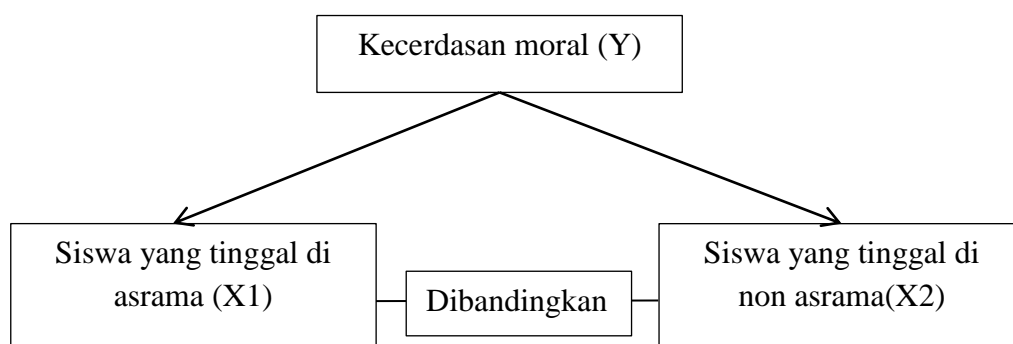 Kecerdasan moral (Y)
Siswa yang tinggal di
asrama (X1)
Dibandingkan
Siswa yang tinggal di
non asrama(X2)